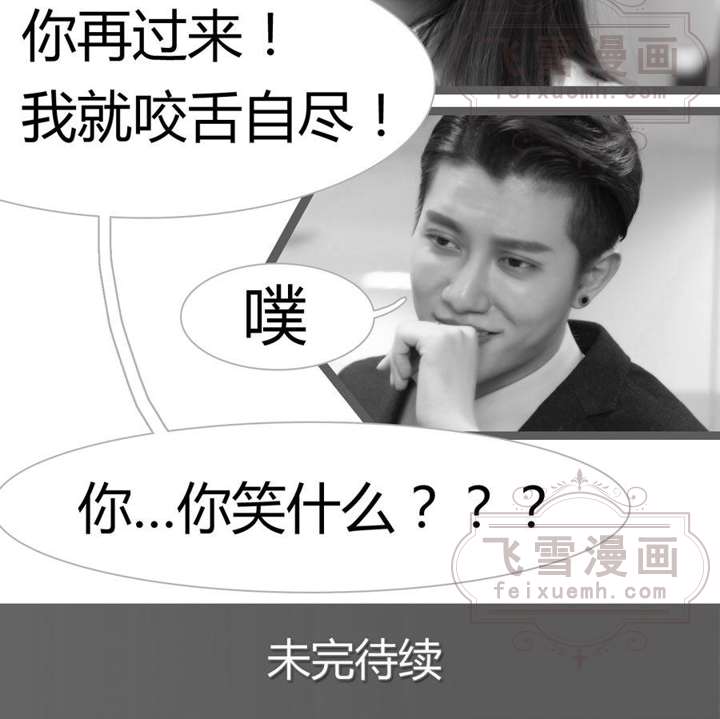 你再过来！
我就咬舌自尽！
飞雪漫画
feixuemh.com
噗
你...你笑什么？？？
飞雪漫画
feixuemh.com
未完待续